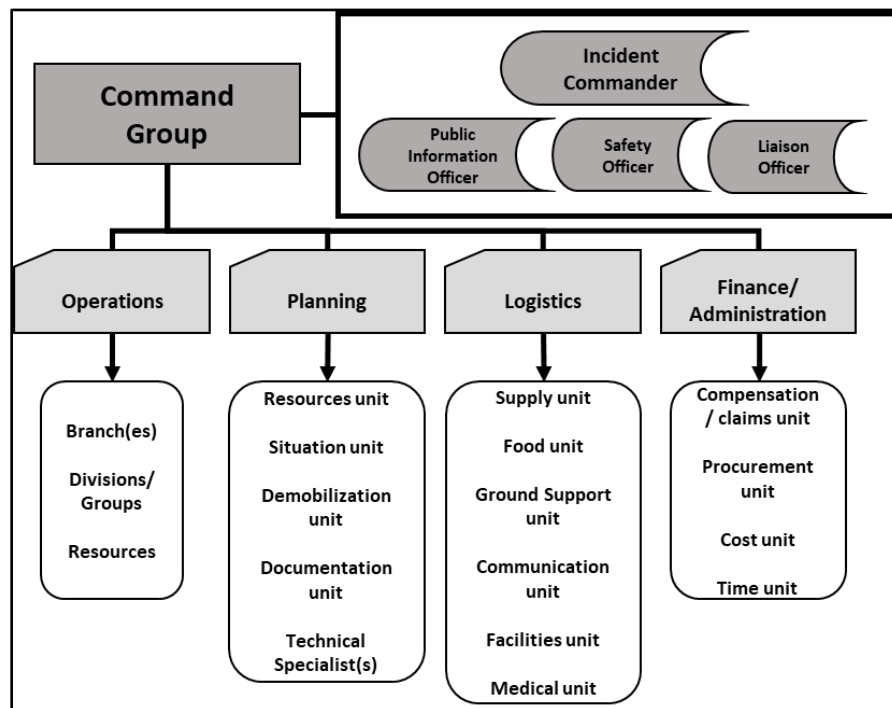 Command
Group
Incident
Commander
Public
Information
Officer
Safety
Officer
Liaison
Officer
Operations
Planning
Logistics
Finance/
Administration
Branch(es)
Divisions/
Groups
Resources
Resources unit
Situation unit
Demobilization
unit
Documentation
unit
Technical
Specialist(s)
Supply unit
Food unit
Ground Support
unit
Communication
unit
Facilities unit
Medical unit
Compensation
/ claims unit
Procurement
unit
Cost unit
Time unit